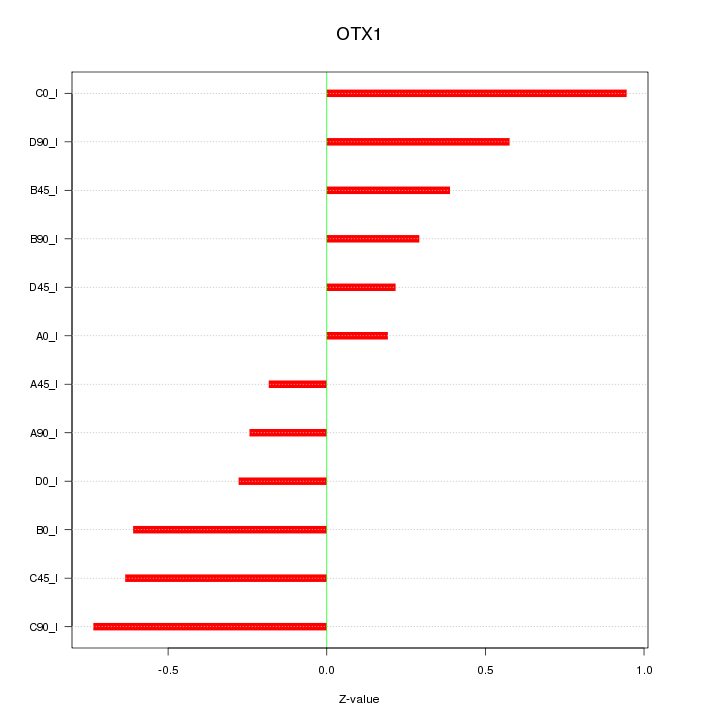 OTX1
C0_I
D90_I
B45_I
B90_I
D45_I
A0_I
A45_I
A90_I
D0_I
B0_I
C45_I
C90_I
-0.5 0.0 0.5 1.0
Z-value